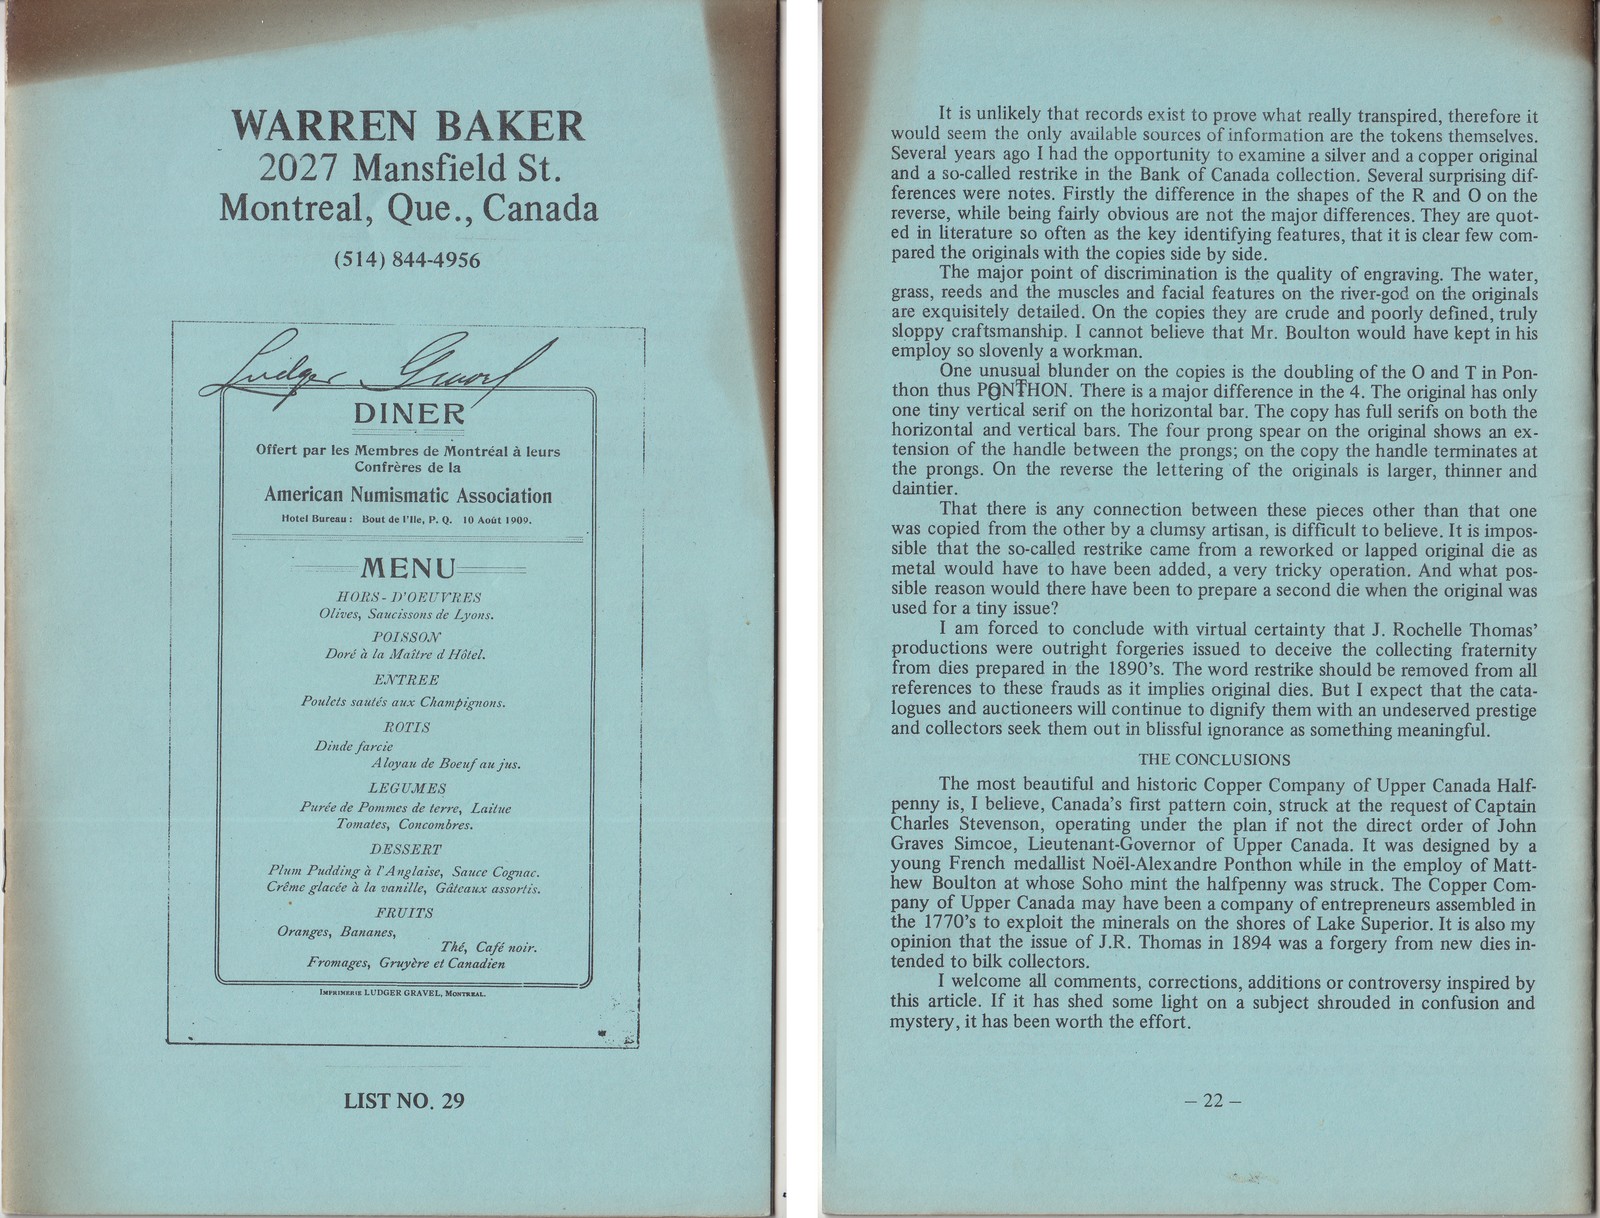 WARREN BAKER
2027 Mansfield St.
Montreal, Que., Canada
(514) 844-4956
Ludger Gravel
DINER
Offert par les Membres de Montréal à leurs
Confrères de la
American Numismatic Association
Hotel Bureau : Bout de l'Ile, P. Q. 10 Août 1909.
MENU
HORS-D'OEUVRES
Olives, Saucissons de Lyons.
POISSON
Doré à la Maître d Hôtel.
ENTREE
Poulets sautés aux Champignons.
ROTIS
Dinde farcie
Aloyau de Boeuf au jus.
LEGUMES
Purée de Pommes de terre, Laitue
Tomates, Concombres.
DESSERT
Plum Pudding à l'Anglaise, Sauce Cognac.
Crême glacée à la vanille, Gâteaux assortis.
FRUITS
Oranges, Bananes,
Thé, Café noir.
Fromages, Gruyère et Canadien
IMPRIMERIE LUDGER GRAVEL, MONTREAL.
LIST NO. 29
It is unlikely that records exist to prove what really transpired, therefore it
would seem the only available sources of information are the tokens themselves.
Several years ago I had the opportunity to examine a silver and a copper original
and a so-called restrike in the Bank of Canada collection. Several surprising dif-
ferences were notes. Firstly the difference in the shapes of the R and O on the
reverse, while being fairly obvious are not the major differences. They are quot-
ed in literature so often as the key identifying features, that it is clear few com-
pared the originals with the copies side by side.
The major point of discrimination is the quality of engraving. The water,
grass, reeds and the muscles and facial features on the river-god on the originals
are exquisitely detailed. On the copies they are crude and poorly defined, truly
sloppy craftsmanship. I cannot believe that Mr. Boulton would have kept in his
employ so slovenly a workman.
One unusual blunder on the copies is the doubling of the O and T in Pon-
thon thus PONTHON. There is a major difference in the 4. The original has only
one tiny vertical serif on the horizontal bar. The copy has full serifs on both the
horizontal and vertical bars. The four prong spear on the original shows an ex-
tension of the handle between the prongs; on the copy the handle terminates at
the prongs. On the reverse the lettering of the originals is larger, thinner and
daintier.
That there is any connection between these pieces other than that one
was copied from the other by a clumsy artisan, is difficult to believe. It is impos-
sible that the so-called restrike came from a reworked or lapped original die as
metal would have to have been added, a very tricky operation. And what pos-
sible reason would there have been to prepare a second die when the original was
used for a tiny issue?
I am forced to conclude with virtual certainty that J. Rochelle Thomas'
productions were outright forgeries issued to deceive the collecting fraternity
from dies prepared in the 1890's. The word restrike should be removed from all
references to these frauds as it implies original dies. But I expect that the cata-
logues and auctioneers will continue to dignify them with an undeserved prestige
and collectors seek them out in blissful ignorance as something meaningful.
THE CONCLUSIONS
The most beautiful and historic Copper Company of Upper Canada Half-
penny is, I believe, Canada's first pattern coin, struck at the request of Captain
Charles Stevenson, operating under the plan if not the direct order of John
Graves Simcoe, Lieutenant-Governor of Upper Canada. It was designed by a
young French medallist Noël-Alexandre Ponthon while in the employ of Matt-
hew Boulton at whose Soho mint the halfpenny was struck. The Copper Com-
pany of Upper Canada may have been a company of entrepreneurs assembled in
the 1770's to exploit the minerals on the shores of Lake Superior. It is also my
opinion that the issue of J.R. Thomas in 1894 was a forgery from new dies in-
tended to bilk collectors.
I welcome all comments, corrections, additions or controversy inspired by
this article. If it has shed some light on a subject shrouded in confusion and
mystery, it has been worth the effort.
– 22 –